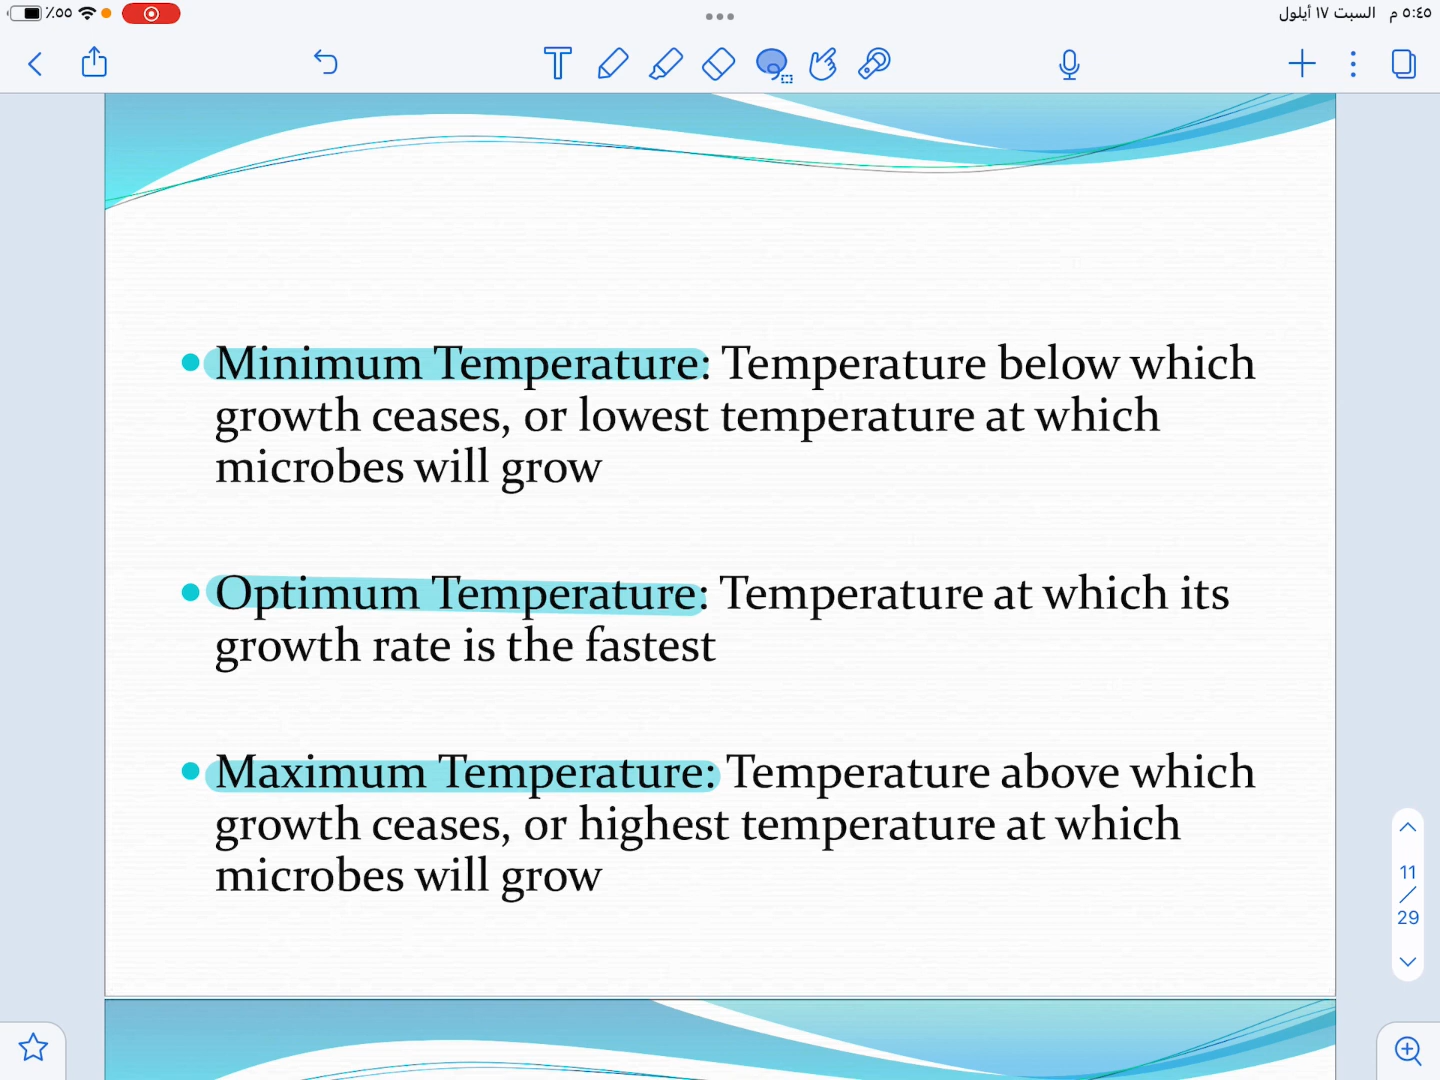 ٪٥٥
٥:٤٥ م السبت ١٧ أيلول
Minimum Temperature: Temperature below which
growth ceases, or lowest temperature at which
microbes will grow
Optimum Temperature: Temperature at which its
growth rate is the fastest
Maximum Temperature: Temperature above which
growth ceases, or highest temperature at which
microbes will grow
11
/
29